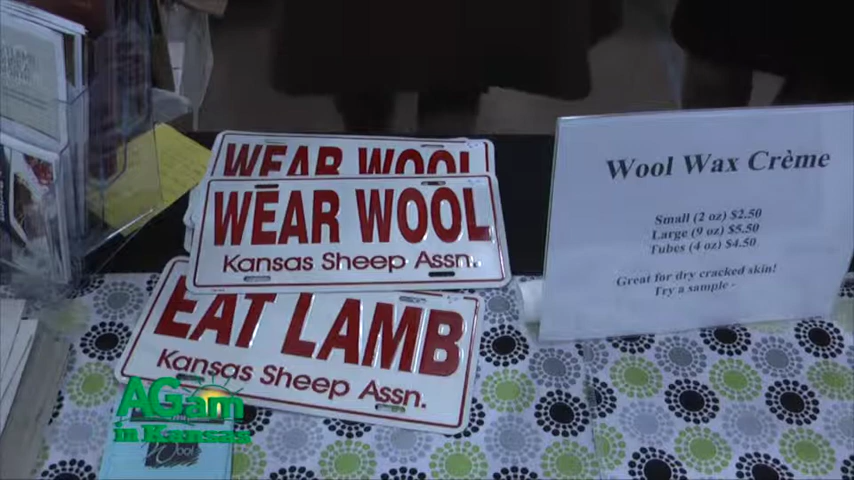 WEAR WOOL
WEAR WOOL
Kansas Sheep Assn.
EAT LAMB
Kansas Sheep Assn.
Wool Wax Crème
Small (2 oz) $2.50
Large (9 oz) $5.50
Tubes (4 oz) $4.50
Great for dry cracked skin!
Try a sample -
AGam
in Kansas
Wool